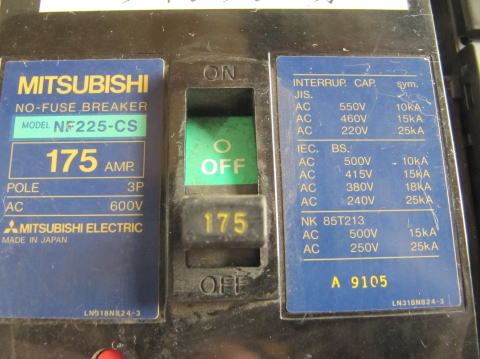 MITSUBISHI
NO-FUSE BREAKER
MODEL NF225-CS
175 AMP.
POLE 3P
AC 600V
MITSUBISHI ELECTRIC
MADE IN JAPAN
LN318N824-3
ON
O
OFF
175
OFF
INTERRUP. CAP. sym.
JIS.
AC 550V 10kA
AC 460V 15kA
AC 220V 25kA
IEC. BS.
AC 500V 10kA
AC 415V 15kA
AC 380V 18kA
AC 240V 25kA
NK 85T213
AC 500V 15kA
AC 250V 25kA
A 9105
LN318N824-3